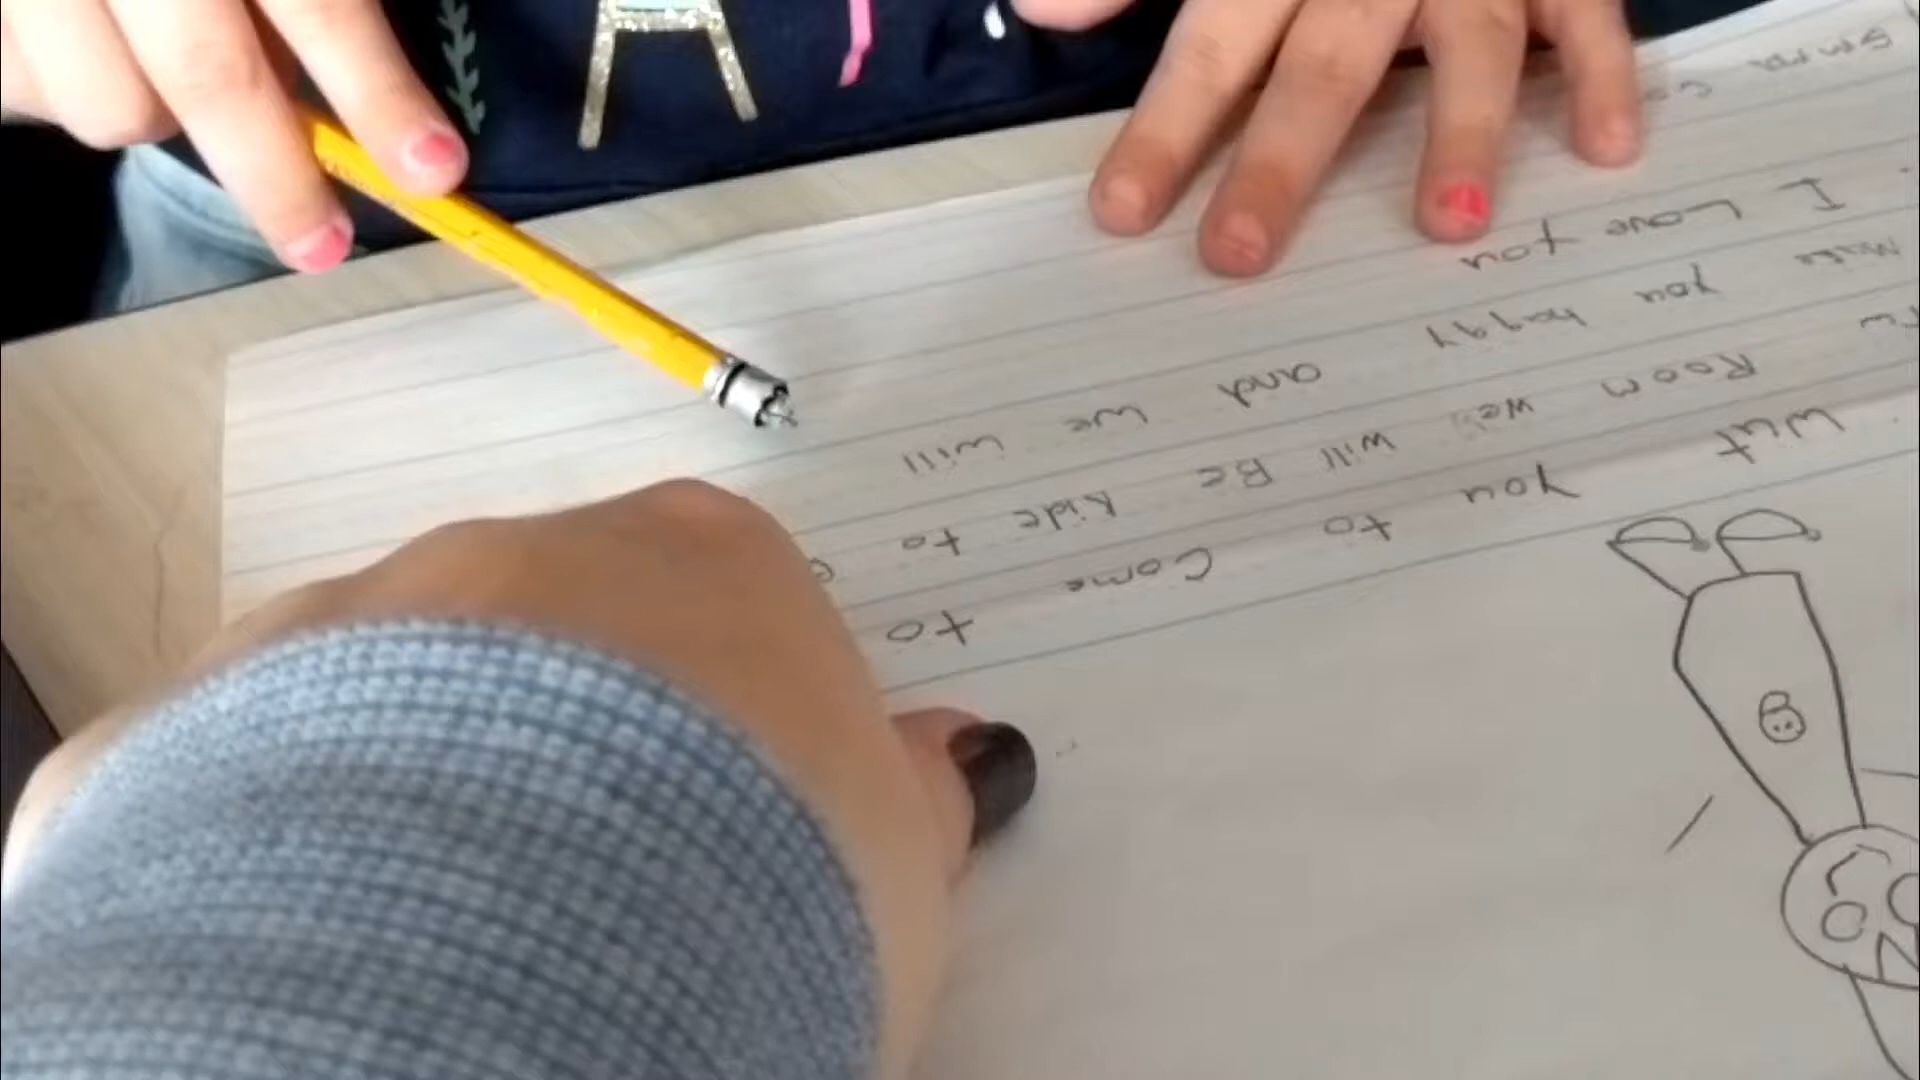 Wut you to come to
Room we will Be kide to
Make you happy and we will
I Love you